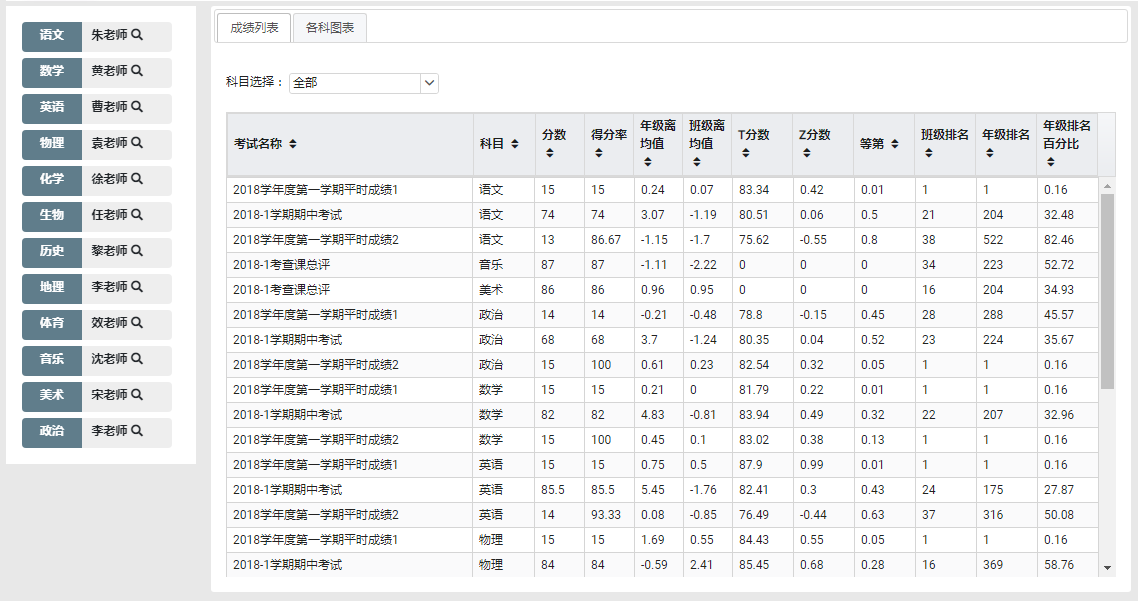 语文 朱老师
数学 黄老师
英语 曹老师
物理 袁老师
化学 徐老师
生物 任老师
历史 黎老师
地理 李老师
体育 效老师
音乐 沈老师
美术 宋老师
政治 李老师
成绩列表 各科图表
科目选择： 全部
考试名称 科目 分数 得分率 年级离均值 班级离均值 T分数 Z分数 等第 班级排名 年级排名 年级排名百分比
2018学年度第一学期平时成绩1 语文 15 15 0.24 0.07 83.34 0.42 0.01 1 1 0.16
2018-1学期期中考试 语文 74 74 3.07 -1.19 80.51 0.06 0.5 21 204 32.48
2018学年度第一学期平时成绩2 语文 13 86.67 -1.15 -1.7 75.62 -0.55 0.8 38 522 82.46
2018-1考查课总评 音乐 87 87 -1.11 -2.22 0 0 0 34 223 52.72
2018-1考查课总评 美术 86 86 0.96 0.95 0 0 0 16 204 34.93
2018学年度第一学期平时成绩1 政治 14 14 -0.21 -0.48 78.8 -0.15 0.45 28 288 45.57
2018-1学期期中考试 政治 68 68 3.7 -1.24 80.35 0.04 0.52 23 224 35.67
2018学年度第一学期平时成绩2 政治 15 100 0.61 0.23 82.54 0.32 0.05 1 1 0.16
2018学年度第一学期平时成绩1 数学 15 15 0.21 0 81.79 0.22 0.01 1 1 0.16
2018-1学期期中考试 数学 82 82 4.83 -0.81 83.94 0.49 0.32 22 207 32.96
2018学年度第一学期平时成绩2 数学 15 100 0.45 0.1 83.02 0.38 0.13 1 1 0.16
2018学年度第一学期平时成绩1 英语 15 15 0.75 0.5 87.9 0.99 0.01 1 1 0.16
2018-1学期期中考试 英语 85.5 85.5 5.45 -1.76 82.41 0.3 0.43 24 175 27.87
2018学年度第一学期平时成绩2 英语 14 93.33 0.08 -0.85 76.49 -0.44 0.63 37 316 50.08
2018学年度第一学期平时成绩1 物理 15 15 1.69 0.55 84.43 0.55 0.05 1 1 0.16
2018-1学期期中考试 物理 84 84 -0.59 2.41 85.45 0.68 0.28 16 369 58.76